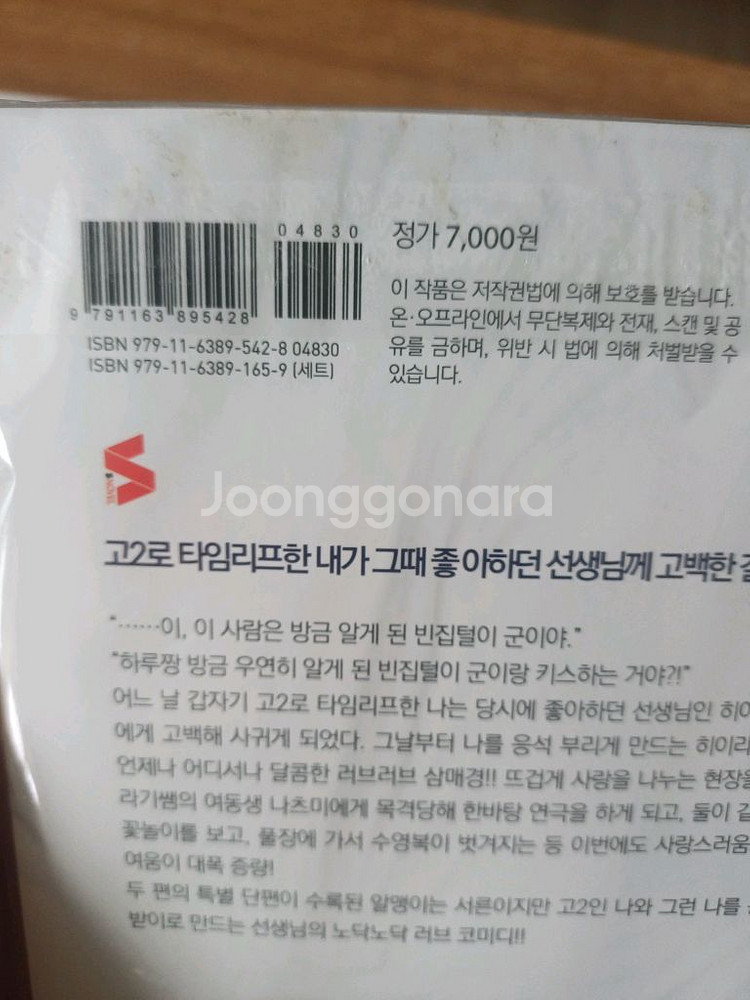 04830
정가 7,000원
9 791163 895428
ISBN 979-11-6389-542-8 04830
ISBN 979-11-6389-165-9 (세트)
이 작품은 저작권법에 의해 보호를 받습니다.
온·오프라인에서 무단복제와 전재, 스캔 및 공
유를 금하며, 위반 시 법에 의해 처벌받을 수
있습니다.
NOVEL
Joonggonara
고2로 타임리프한 내가 그때 좋아하던 선생님께 고백한 결
"……이, 이 사람은 방금 알게 된 빈집털이 군이야."
"하루짱 방금 우연히 알게 된 빈집털이 군이랑 키스하는 거야?!"
어느 날 갑자기 고2로 타임리프한 나는 당시에 좋아하던 선생님인 히이
에게 고백해 사귀게 되었다. 그날부터 나를 응석 부리게 만드는 히이라
언제나 어디서나 달콤한 러브러브 삼매경!! 뜨겁게 사랑을 나누는 현장을
라기쌤의 여동생 나츠미에게 목격당해 한바탕 연극을 하게 되고, 둘이 같
꽃놀이를 보고, 풀장에 가서 수영복이 벗겨지는 등 이번에도 사랑스러움
여움이 대폭 증량!
두 편의 특별 단편이 수록된 알맹이는 서른이지만 고2인 나와 그런 나를
받이로 만드는 선생님의 노닥노닥 러브 코미디!!